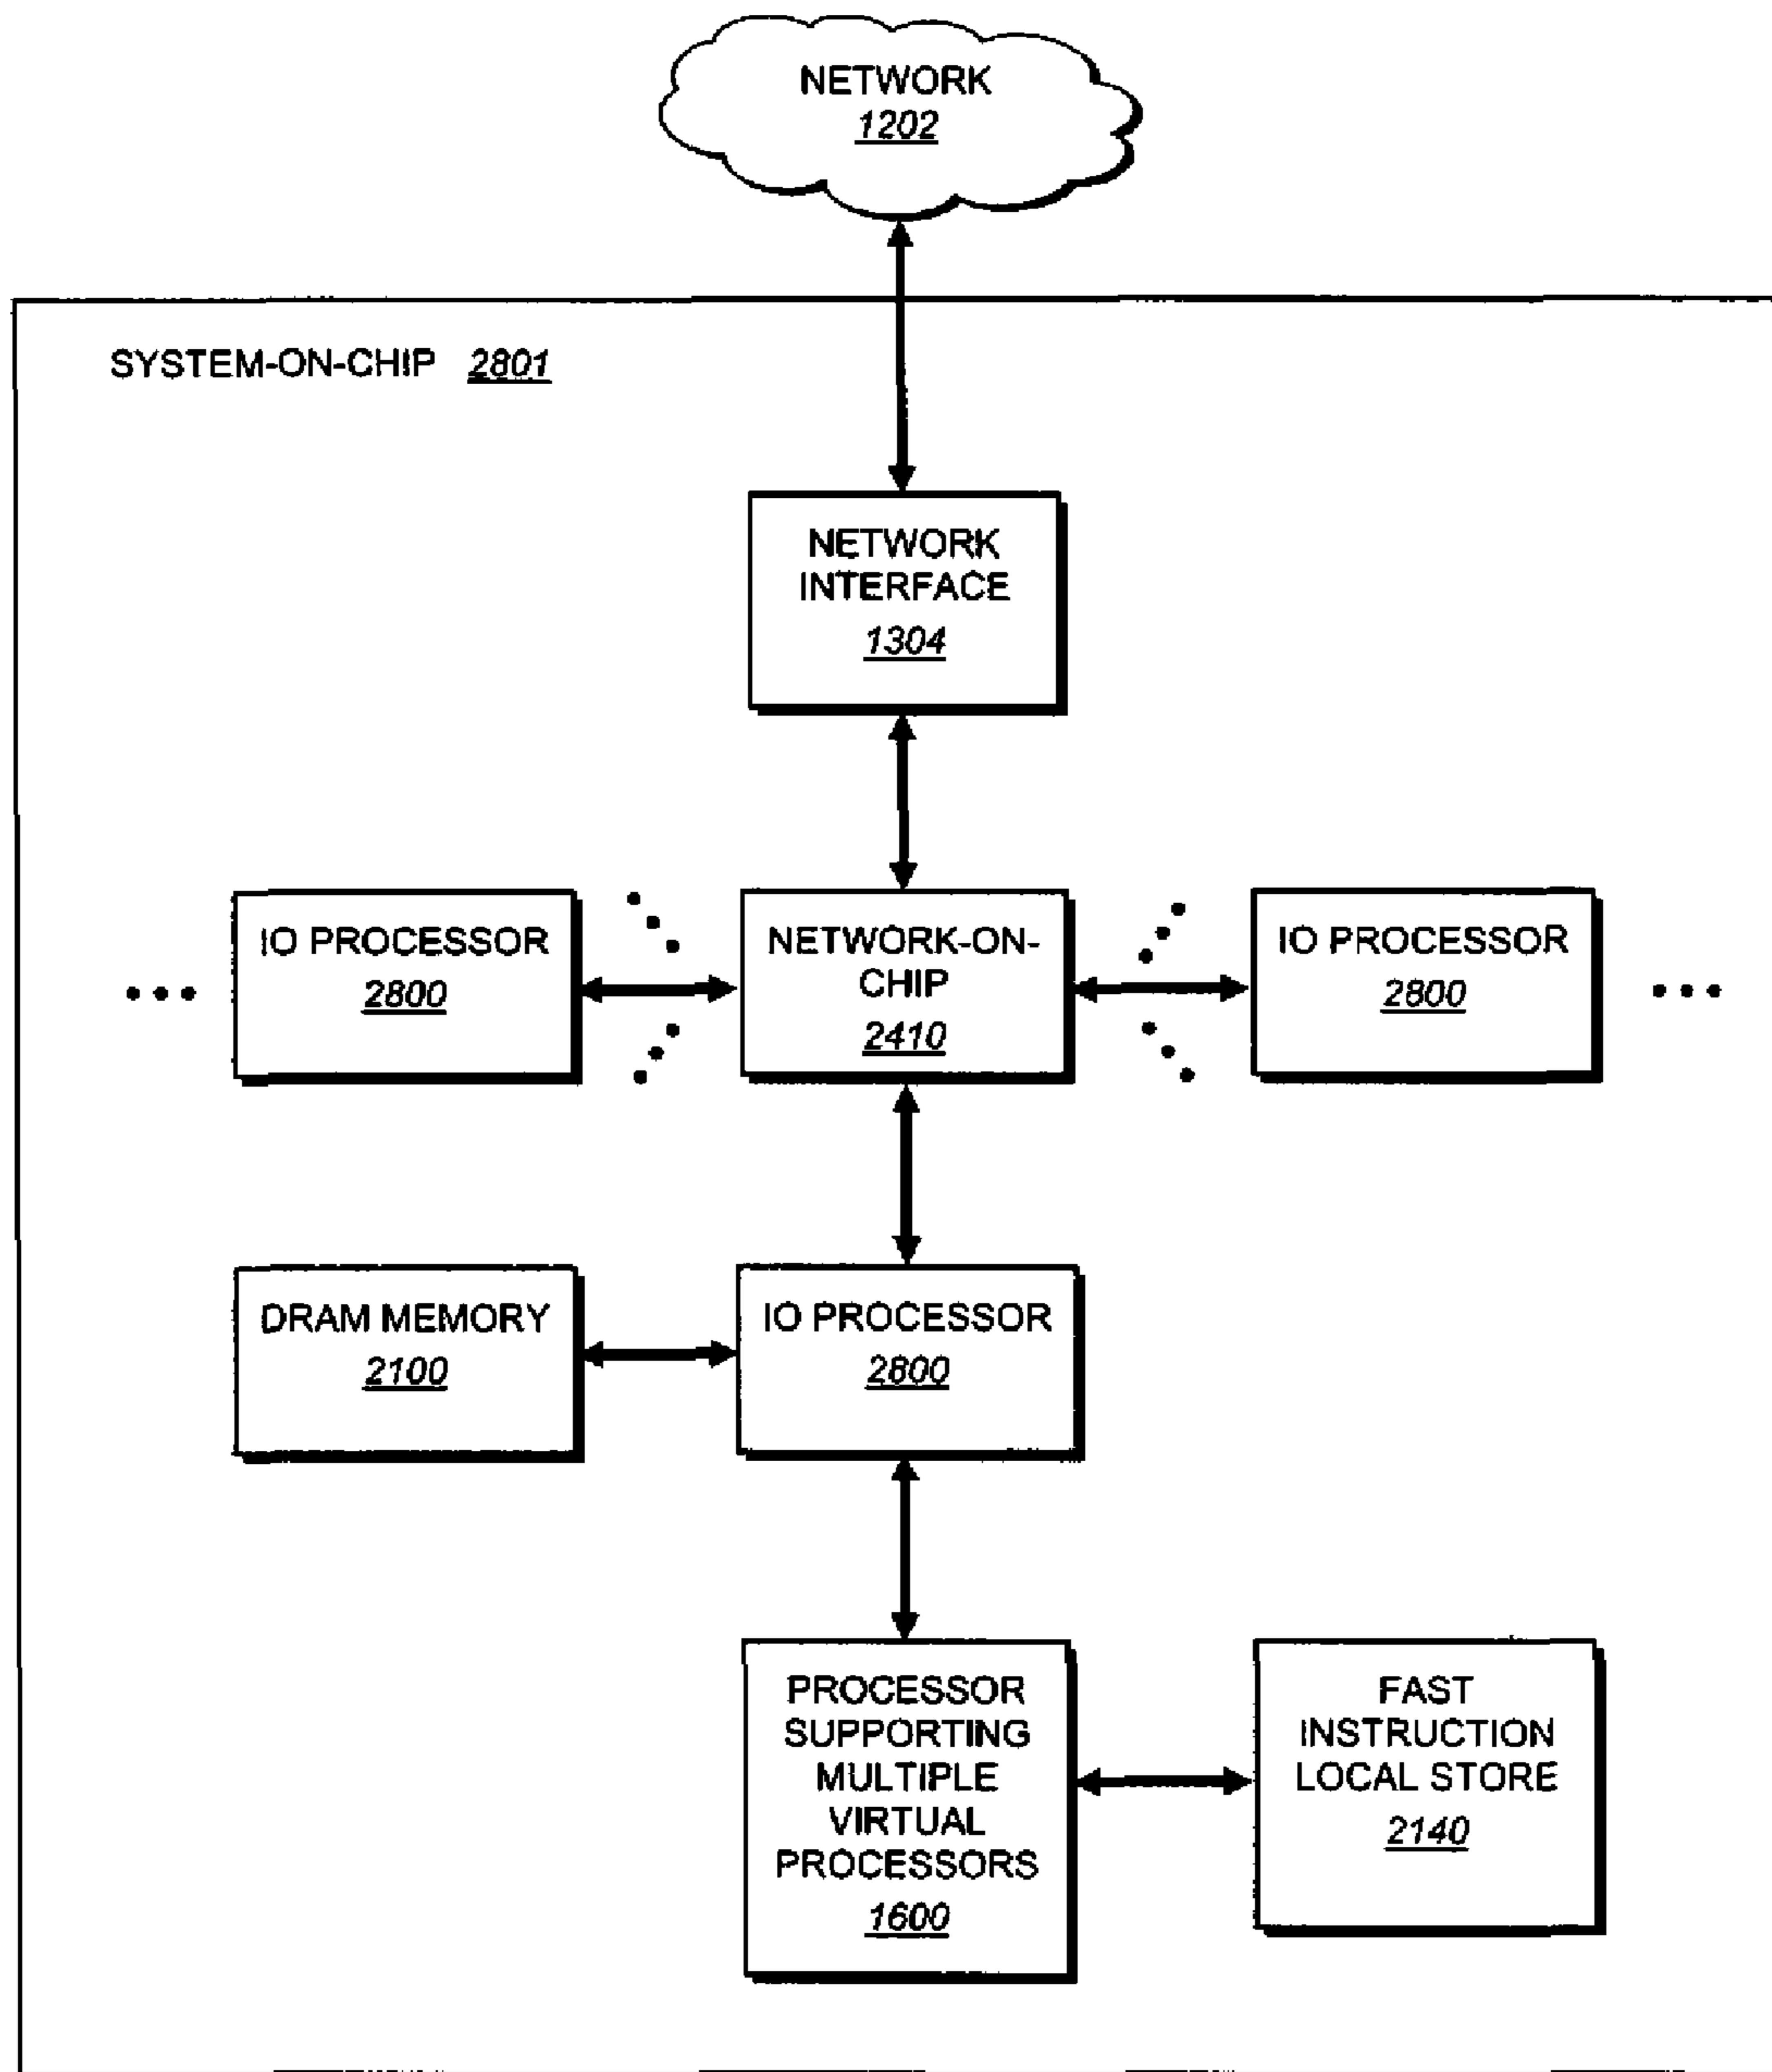 NETWORK
1202
SYSTEM-ON-CHIP 2801
NETWORK
INTERFACE
1304
IO PROCESSOR
2800
NETWORK-ON-
CHIP
2410
IO PROCESSOR
2800
DRAM MEMORY
2100
IO PROCESSOR
2800
PROCESSOR
SUPPORTING
MULTIPLE
VIRTUAL
PROCESSORS
1600
FAST
INSTRUCTION
LOCAL STORE
2140